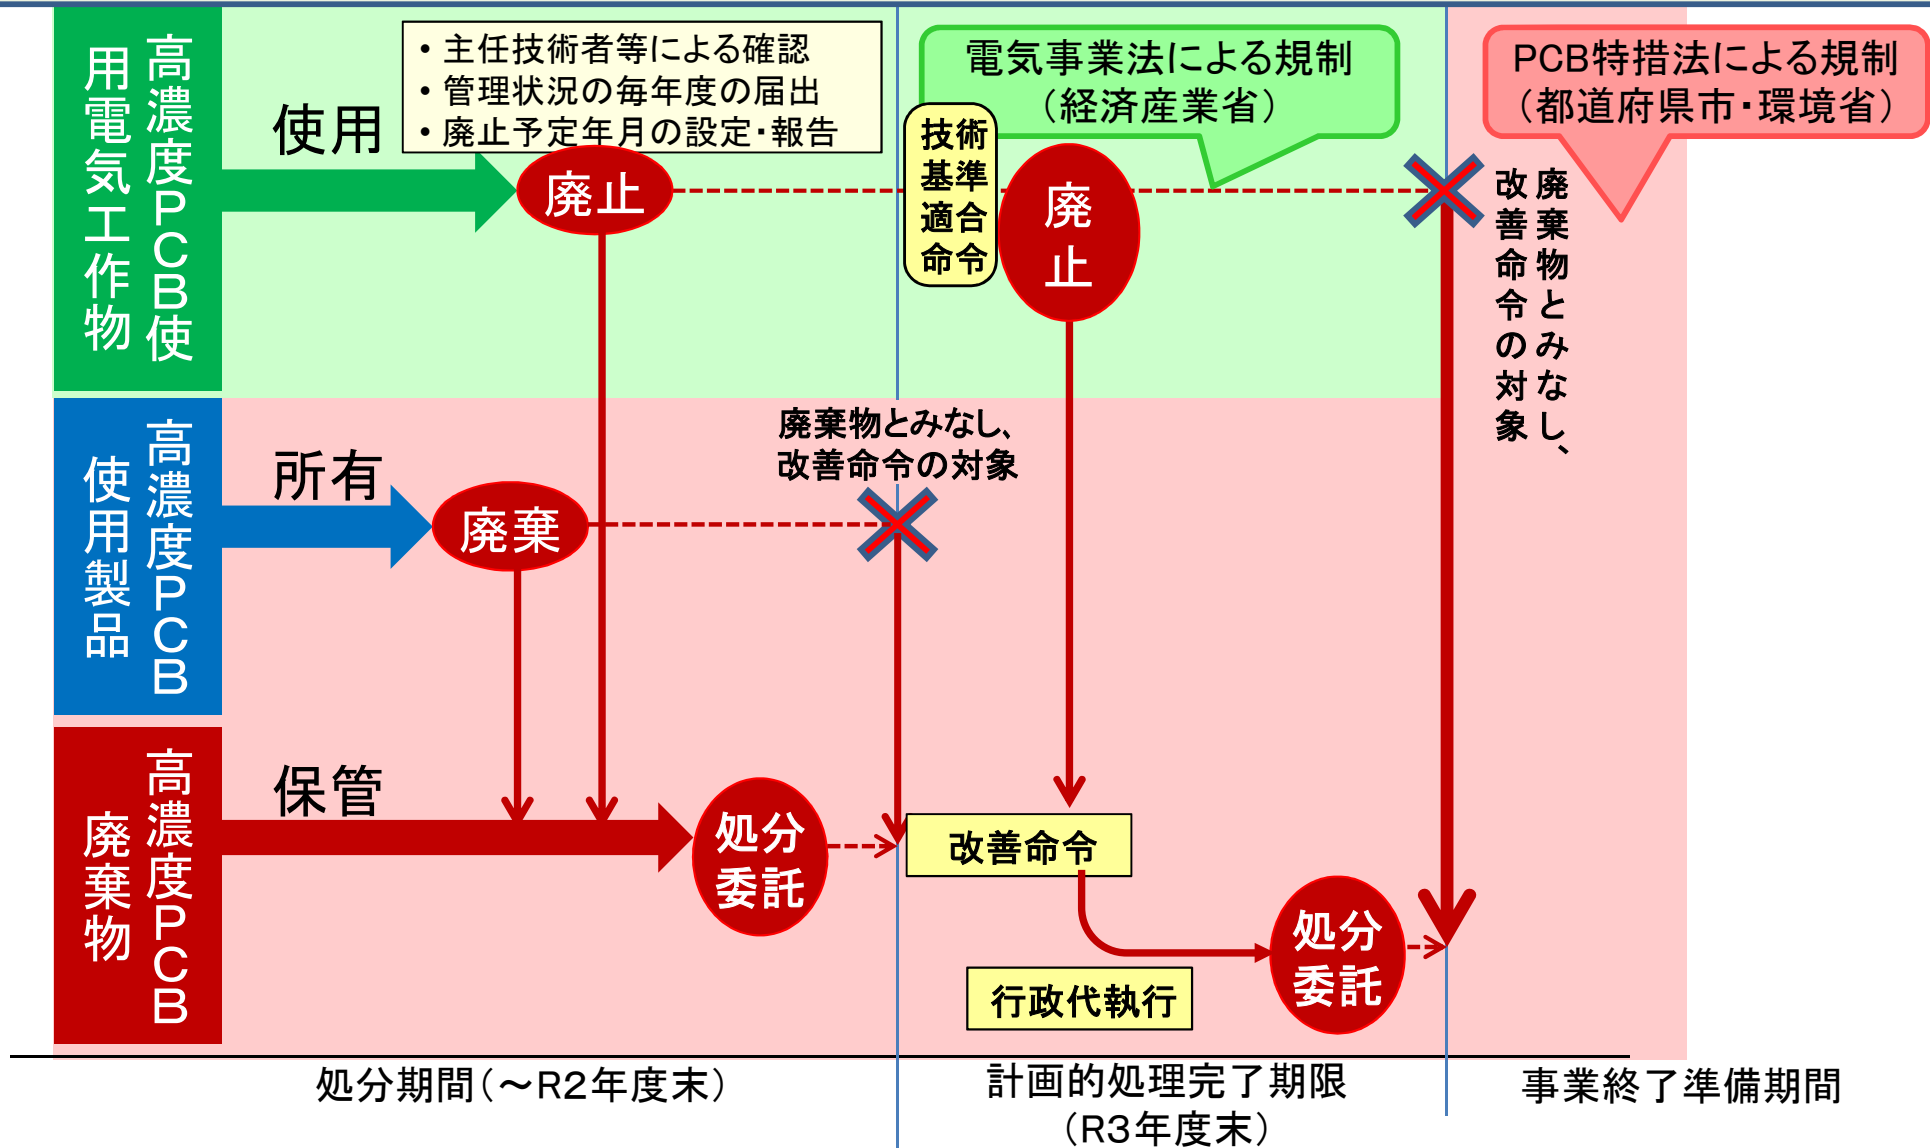 高濃度PCB使
用電気工作物
使用
・主任技術者等による確認
・管理状況の毎年度の届出
・廃止予定年月の設定・報告
廃止
電気事業法による規制
（経済産業省）
技術
基準
適合
命令
廃
止
PCB特措法による規制
（都道府県市・環境省）
廃棄物とみなし、
改善命令の対象
高濃度PCB
使用製品
所有
廃棄
廃棄物とみなし、
改善命令の対象
高濃度PCB
廃棄物
保管
処分
委託
改善命令
行政代執行
処分
委託
処分期間（～R2年度末）
計画的処理完了期限
（R3年度末）
事業終了準備期間